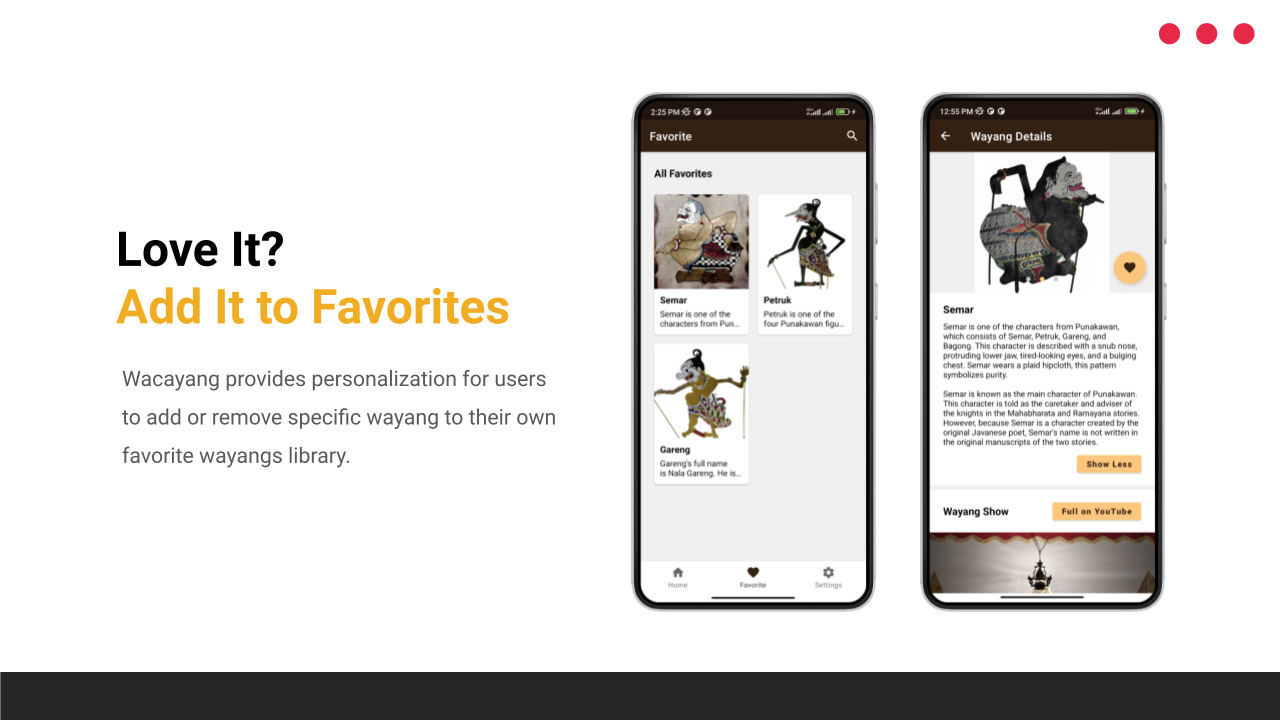 Love It?
Add It to Favorites
Wacayang provides personalization for users
to add or remove specific wayang to their own
favorite wayangs library.
2:25 PM
Favorite
All Favorites
Semar
Semar is one of the
characters from Pun...
Petruk
Petruk is one of the
four Punakawan figu...
Gareng
Gareng's full name
is Nala Gareng. He is...
Home
Favorite
Settings
12:55 PM
Wayang Details
Semar
Semar is one of the characters from Punakawan,
which consists of Semar, Petruk, Gareng, and
Bagong. This character is described with a snub nose,
protruding lower jaw, tired-looking eyes, and a bulging
chest. Semar wears a plaid hipcloth, this pattern
symbolizes purity.
Semar is known as the main character of Punakawan.
This character is told as the caretaker and adviser of
the knights in the Mahabharata and Ramayana stories.
However, because Semar is a character created by the
original Javanese poet, Semar's name is not written in
the original manuscripts of the two stories.
Show Less
Wayang Show
Full on YouTube